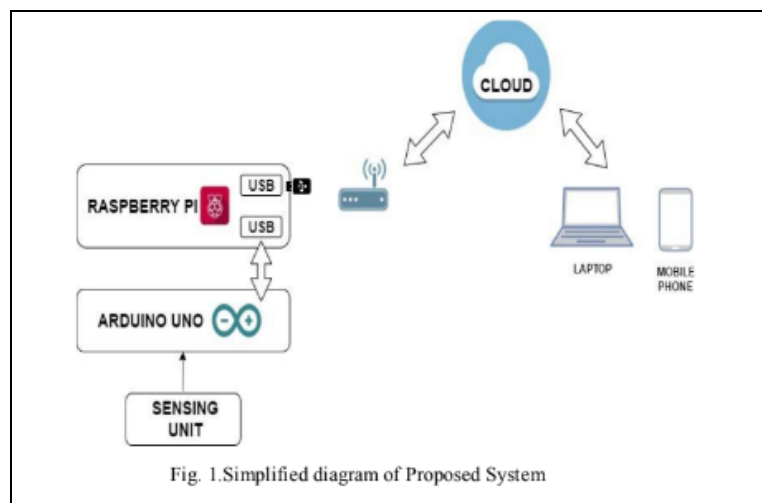 CLOUD
USB
RASPBERRY PI
USB
LAPTOP
MOBILE
PHONE
ARDUINO UNO
SENSING
UNIT
Fig. 1.Simplified diagram of Proposed System